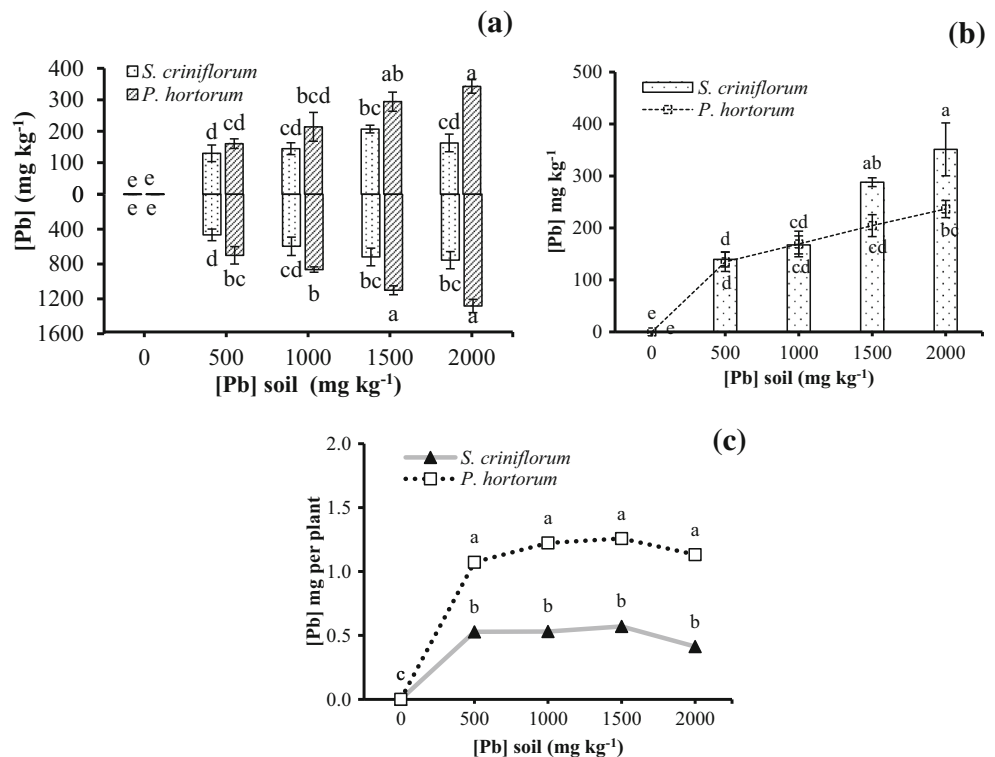 (a)
400
300
200
100
0
400
800
1200
1600
[Pb] (mg kg-1)
S. criniflorum
P. hortorum
e e
e e
d cd
d bc
cd bcd
cd b
bc ab
bc a
cd a
bc a
0 500 1000 1500 2000
[Pb] soil (mg kg-1)
(b)
500
400
300
200
100
0
[Pb] mg kg-1
S. criniflorum
P. hortorum
e
e
d
d
cd
cd
ab
cd
a
bc
0 500 1000 1500 2000
[Pb] soil (mg kg-1)
(c)
2.0
1.5
1.0
0.5
0.0
[Pb] mg per plant
S. criniflorum
P. hortorum
a a a a
b b b b
c
0 500 1000 1500 2000
[Pb] soil (mg kg-1)